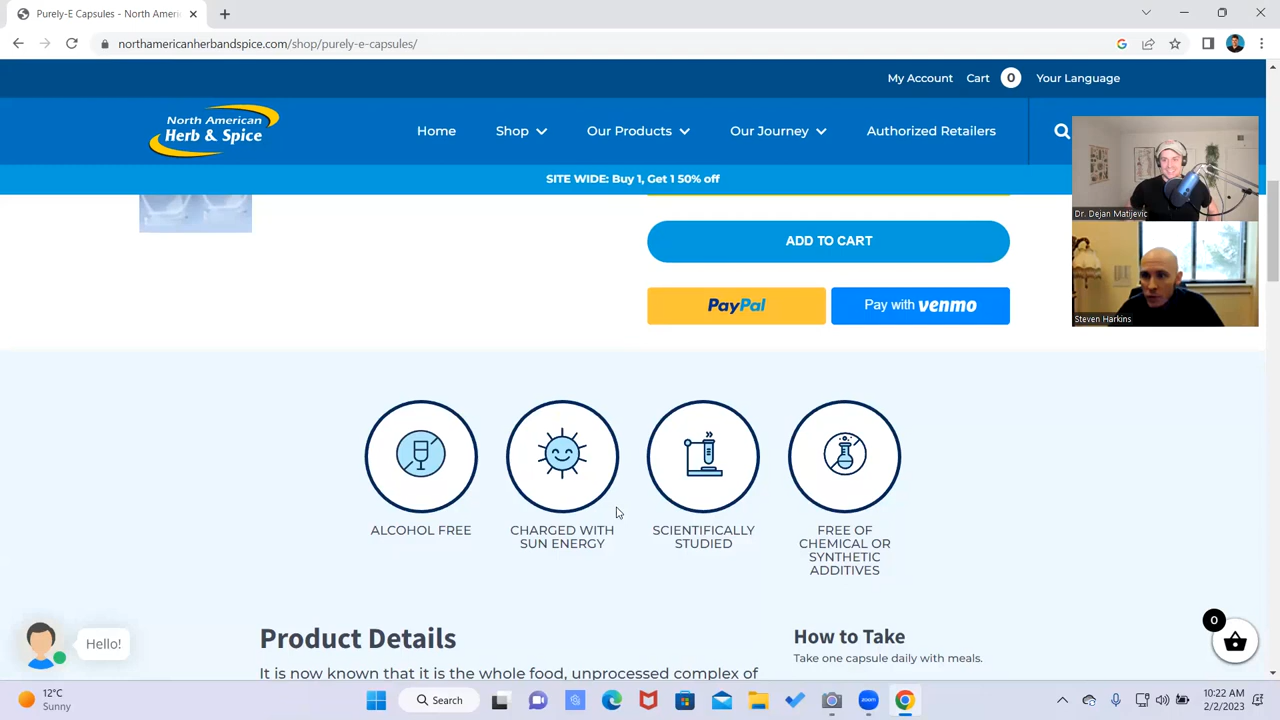 Purely-E Capsules - North Ameri
northamericanherbandspice.com/shop/purely-e-capsules/
My Account Cart 0 Your Language
North American
Herb & Spice
Home Shop Our Products Our Journey Authorized Retailers
SITE WIDE: Buy 1, Get 1 50% off
Dr. Dejan Matijevic
Steven Harkins
ADD TO CART
PayPal
Pay with venmo
ALCOHOL FREE
CHARGED WITH
SUN ENERGY
SCIENTIFICALLY
STUDIED
FREE OF
CHEMICAL OR
SYNTHETIC
ADDITIVES
Hello!
0
Product Details
It is now known that it is the whole food, unprocessed complex of
How to Take
Take one capsule daily with meals.
12°C
Sunny
Search
10:22 AM
2/2/2023